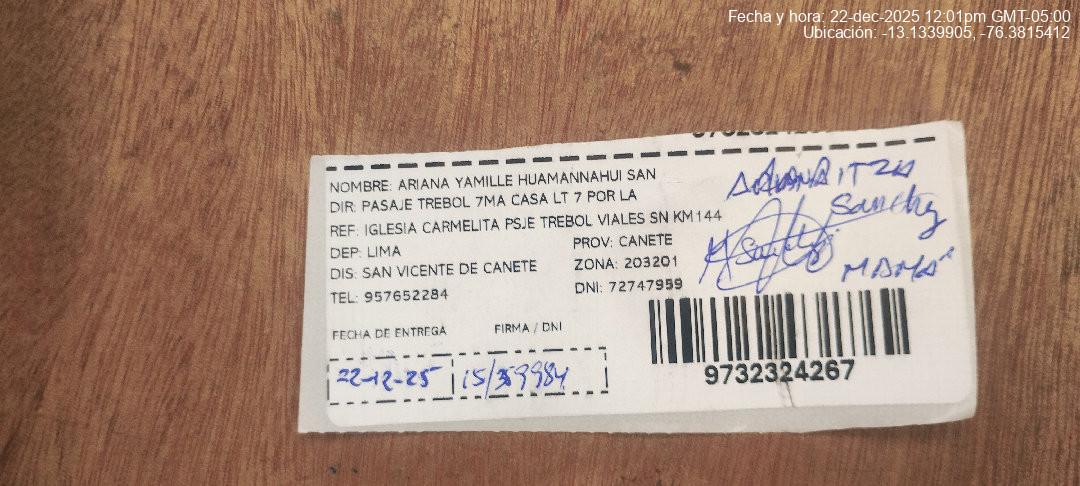 Fecha y hora: 22-dec-2025 12:01pm GMT-05:00
Ubicación: -13.1339905, -76.3815412
NOMBRE: ARIANA YAMILLE HUAMANNAHUI SAN
DIR: PASAJE TREBOL 7MA CASA LT 7 POR LA
REF: IGLESIA CARMELITA PSJE TREBOL VIALES SN KM144
DEP: LIMA
PROV: CANETE
DIS: SAN VICENTE DE CANETE
ZONA: 203201
TEL: 957652284
DNI: 72747959
Sanchez
MAMA
FECHA DE ENTREGA
FIRMA / DNI
22-12-25
9732324267